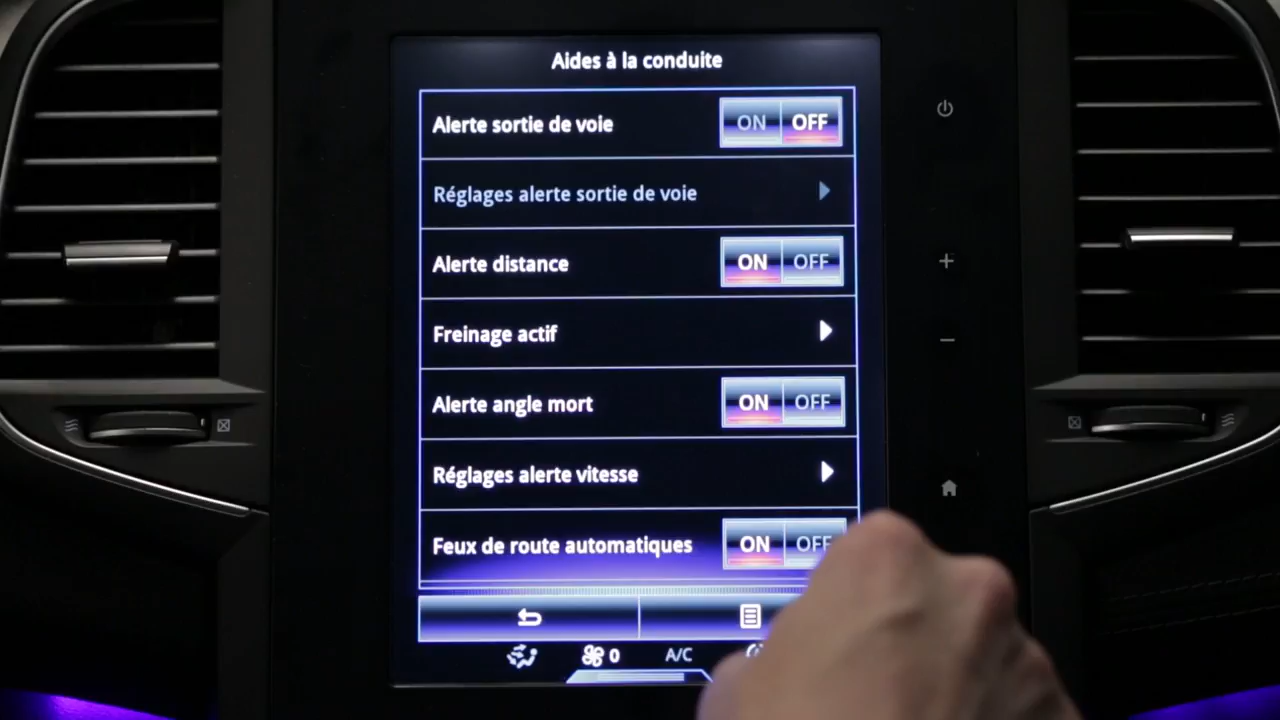 Aides à la conduite
Alerte sortie de voie ON OFF
Réglages alerte sortie de voie
Alerte distance ON OFF
Freinage actif
Alerte angle mort ON OFF
Réglages alerte vitesse
Feux de route automatiques ON OFF
0 A/C